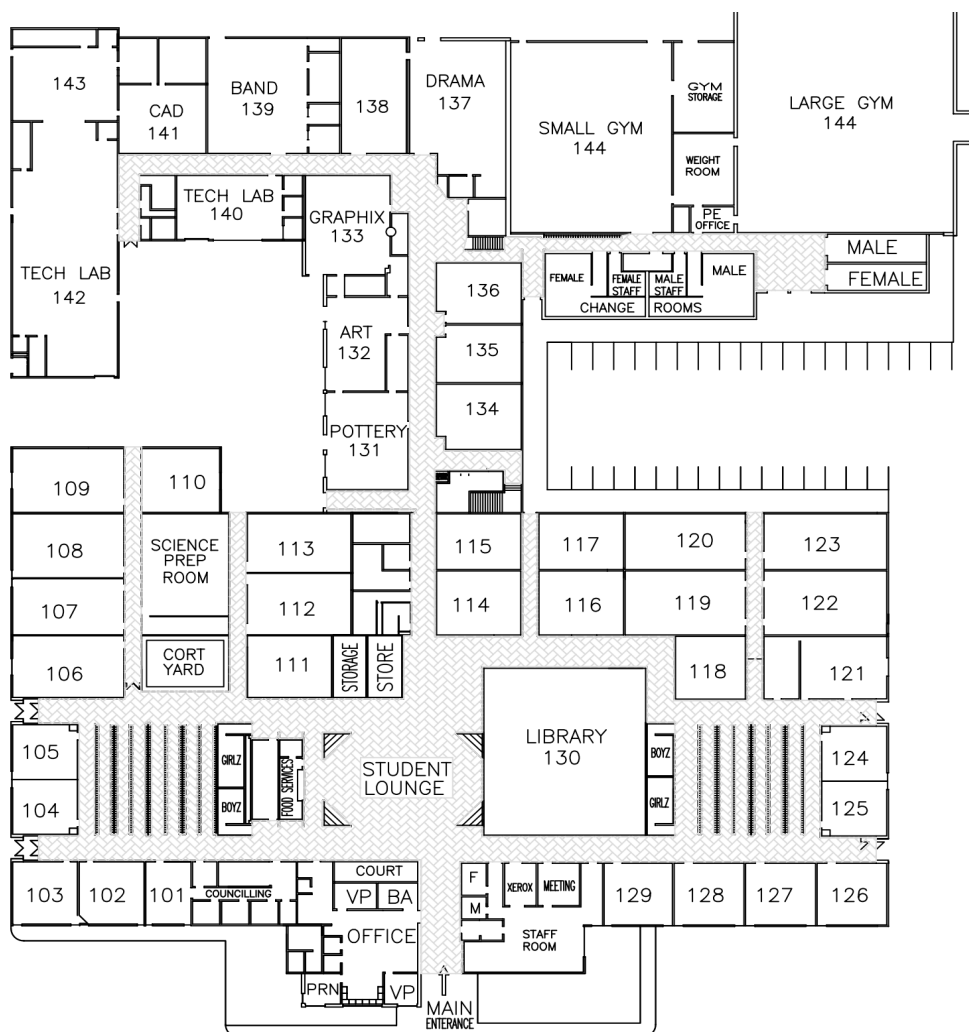 143
CAD
141
BAND
139
138
DRAMA
137
SMALL GYM
144
GYM
STORAGE
LARGE GYM
144
WEIGHT
ROOM
PE
OFFICE
TECH LAB
140
GRAPHIX
133
TECH LAB
142
MALE
FEMALE
FEMALE
FEMALE
STAFF
MALE
STAFF
MALE
CHANGE ROOMS
136
135
134
ART
132
POTTERY
131
109
110
108
SCIENCE
PREP
ROOM
107
106
CORT
YARD
113
112
111
STORAGE
STORE
115
114
117
116
120
119
118
123
122
121
105
104
GIRLZ
BOYZ
FOOD SERVICES
STUDENT
LOUNGE
LIBRARY
130
BOYZ
GIRLZ
124
125
103
102
101
COUNCILLING
COURT
VP
BA
OFFICE
PRN
VP
F
M
XEROX
MEETING
STAFF
ROOM
129
128
127
126
MAIN
ENTRANCE